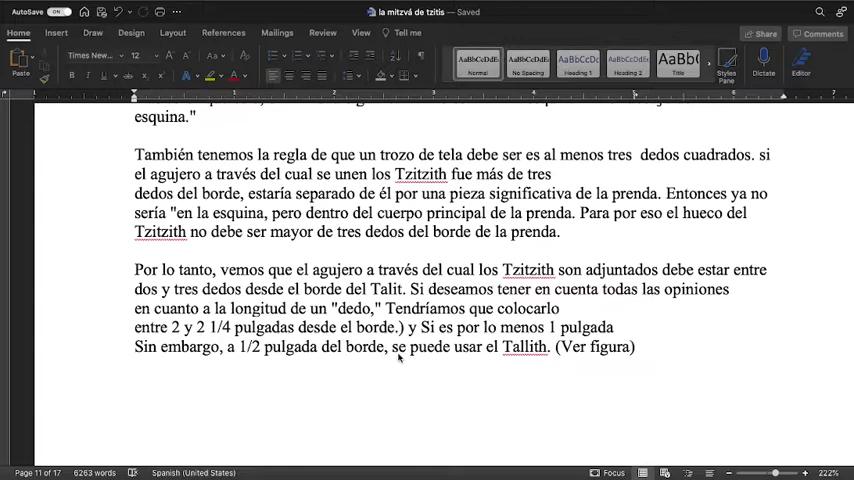 AutoSave ON
la mitzvá de tzitis — Saved
Home Insert Draw Design Layout References Mailings Review View Tell me Share Comments
Paste
Times New... 12
AaBbCcDdEe Normal
AaBbCcDdEe No Spacing
AaBbCcDc Heading 1
AaBbCcDdEe Heading 2
AaBb( Title
Styles Pane
Dictate
Editor
esquina."
También tenemos la regla de que un trozo de tela debe ser es al menos tres dedos cuadrados. si
el agujero a través del cual se unen los Tzitzith fue más de tres
dedos del borde, estaría separado de él por una pieza significativa de la prenda. Entonces ya no
sería "en la esquina, pero dentro del cuerpo principal de la prenda. Para por eso el hueco del
Tzitzith no debe ser mayor de tres dedos del borde de la prenda.
Por lo tanto, vemos que el agujero a través del cual los Tzitzith son adjuntados debe estar entre
dos y tres dedos desde el borde del Talit. Si deseamos tener en cuenta todas las opiniones
en cuanto a la longitud de un "dedo," Tendríamos que colocarlo
entre 2 y 2 1/4 pulgadas desde el borde.) y Si es por lo menos 1 pulgada
Sin embargo, a 1/2 pulgada del borde, se puede usar el Tallith. (Ver figura)
Page 11 of 17 6263 words Spanish (United States) Focus 222%